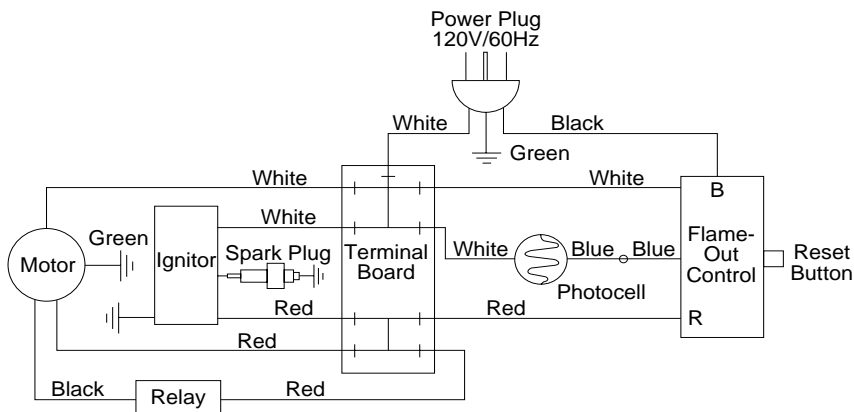 Power Plug
120V/60Hz
White
Black
Green
White
White
B
White
Green
Motor
Ignitor
Spark Plug
Terminal
Board
White
Blue
Blue
Photocell
Flame-
Out
Control
Reset
Button
Red
Red
R
Red
Black
Relay
Red